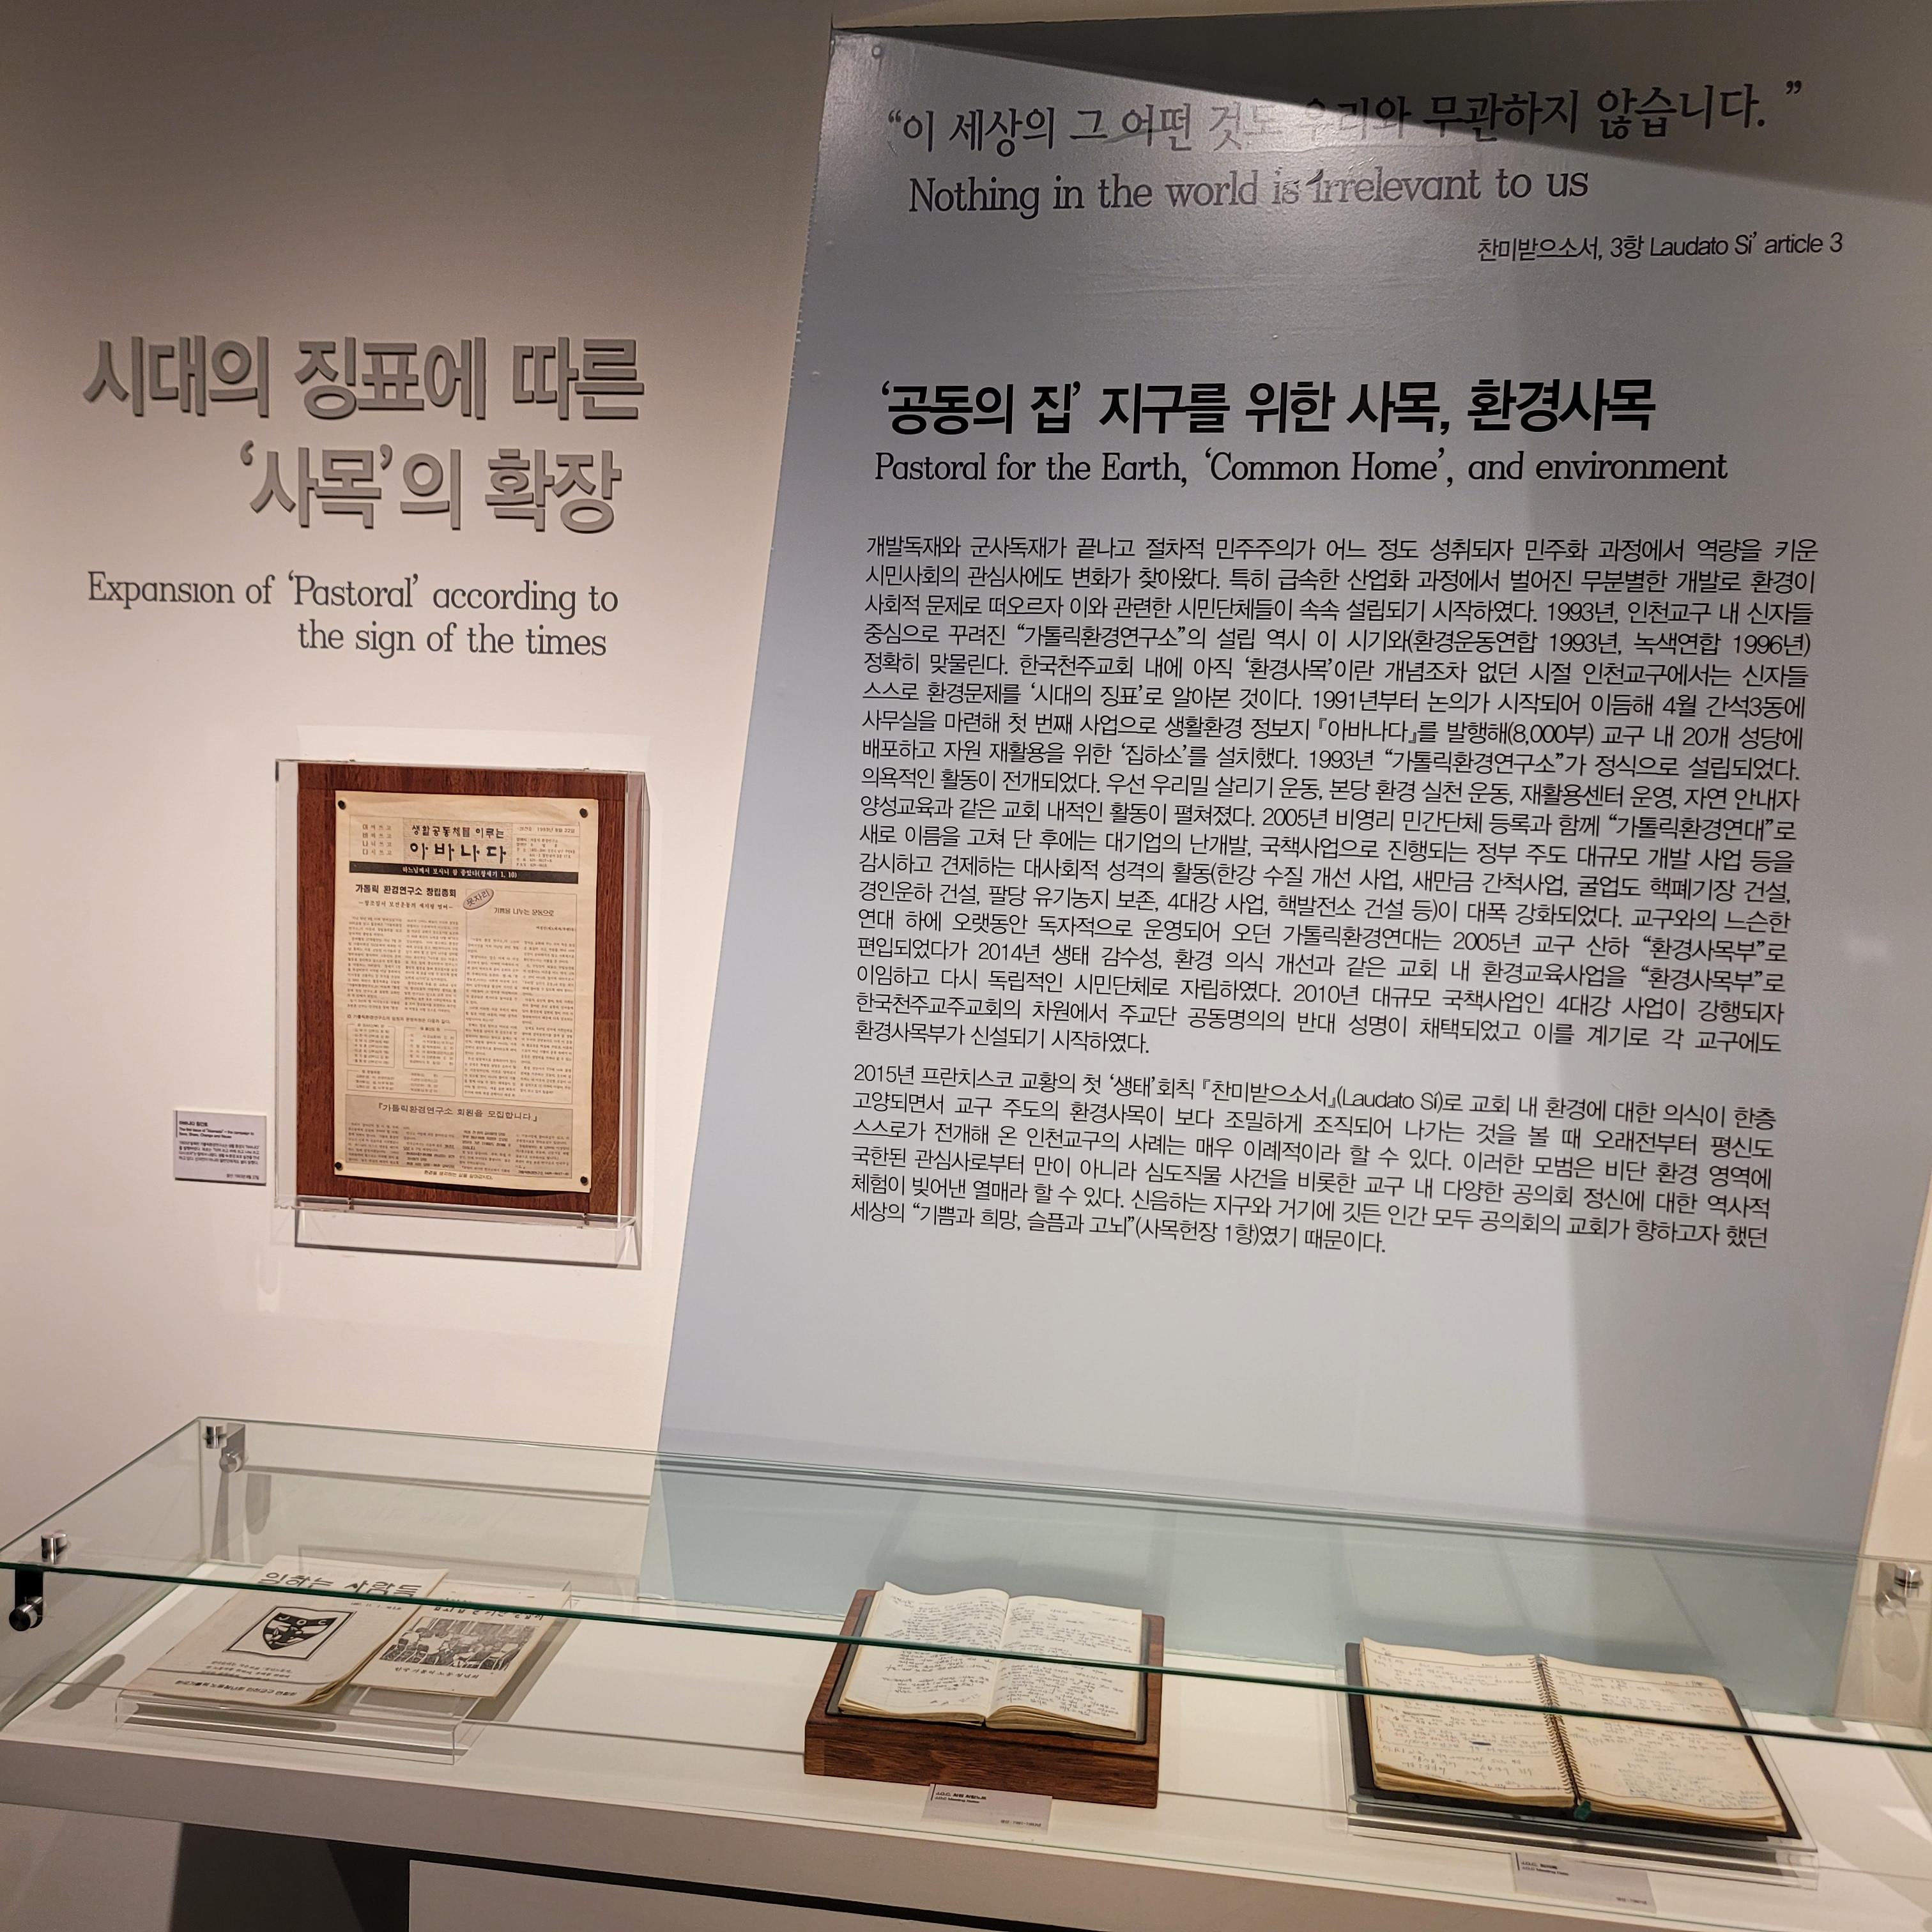 “이 세상의 그 어떤 것도 우리와 무관하지 않습니다.”
Nothing in the world is irrelevant to us
찬미받으소서, 3항 Laudato Si’ article 3
시대의 징표에 따른
‘사목’의 확장
Expansion of ‘Pastoral’ according to
the sign of the times
‘공동의 집’ 지구를 위한 사목, 환경사목
Pastoral for the Earth, ‘Common Home’, and environment
개발독재와 군사독재가 끝나고 절차적 민주주의가 어느 정도 성취되자 민주화 과정에서 역량을 키운
시민사회의 관심사에도 변화가 찾아왔다. 특히 급속한 산업화 과정에서 벌어진 무분별한 개발로 환경이
사회적 문제로 떠오르자 이와 관련한 시민단체들이 속속 설립되기 시작하였다. 1993년, 인천교구 내 신자들
중심으로 꾸려진 “가톨릭환경연구소”의 설립 역시 이 시기와(환경운동연합 1993년, 녹색연합 1996년)
정확히 맞물린다. 한국천주교회 내에 아직 ‘환경사목’이란 개념조차 없던 시절 인천교구에서는 신자들
스스로 환경문제를 ‘시대의 징표’로 알아본 것이다. 1991년부터 논의가 시작되어 이듬해 4월 간석3동에
사무실을 마련해 첫 번째 사업으로 생활환경 정보지 『아바나다』를 발행해(8,000부) 교구 내 20개 성당에
배포하고 자원 재활용을 위한 ‘집하소’를 설치했다. 1993년 “가톨릭환경연구소”가 정식으로 설립되었다.
의욕적인 활동이 전개되었다. 우선 우리밀 살리기 운동, 본당 환경 실천 운동, 재활용센터 운영, 자연 안내자
양성교육과 같은 교회 내적인 활동이 펼쳐졌다. 2005년 비영리 민간단체 등록과 함께 “가톨릭환경연대”로
새로 이름을 고쳐 단 후에는 대기업의 난개발, 국책사업으로 진행되는 정부 주도 대규모 개발 사업 등을
감시하고 견제하는 대사회적 성격의 활동(한강 수질 개선 사업, 새만금 간척사업, 굴업도 핵폐기장 건설,
경인운하 건설, 팔당 유기농지 보존, 4대강 사업, 핵발전소 건설 등)이 대폭 강화되었다. 교구와의 느슨한
연대 하에 오랫동안 독자적으로 운영되어 오던 가톨릭환경연대는 2005년 교구 산하 “환경사목부”로
편입되었다가 2014년 생태 감수성, 환경 의식 개선과 같은 교회 내 환경교육사업을 “환경사목부”로
이임하고 다시 독립적인 시민단체로 자립하였다. 2010년 대규모 국책사업인 4대강 사업이 강행되자
한국천주교주교회의 차원에서 주교단 공동명의의 반대 성명이 채택되었고 이를 계기로 각 교구에도
환경사목부가 신설되기 시작하였다.
2015년 프란치스코 교황의 첫 ‘생태’회칙 『찬미받으소서』(Laudato Si)로 교회 내 환경에 대한 의식이 한층
고양되면서 교구 주도의 환경사목이 보다 조밀하게 조직되어 나가는 것을 볼 때 오래전부터 평신도
스스로가 전개해 온 인천교구의 사례는 매우 이례적이라 할 수 있다. 이러한 모범은 비단 환경 영역에
국한된 관심사로부터 만이 아니라 심도직물 사건을 비롯한 교구 내 다양한 공의회 정신에 대한 역사적
체험이 빚어낸 열매라 할 수 있다. 신음하는 지구와 거기에 깃든 인간 모두 공의회의 교회가 향하고자 했던
세상의 “기쁨과 희망, 슬픔과 고뇌”(사목헌장 1항)였기 때문이다.
생활공동체를 이루는
아바나다
하느님께서 보시니 참 좋았다(창세기 1, 10)
가톨릭 환경연구소 창립총회
기쁨을 나누는 운동으로
『가톨릭환경연구소 회원을 모집합니다』
일하는 사람들
JOC